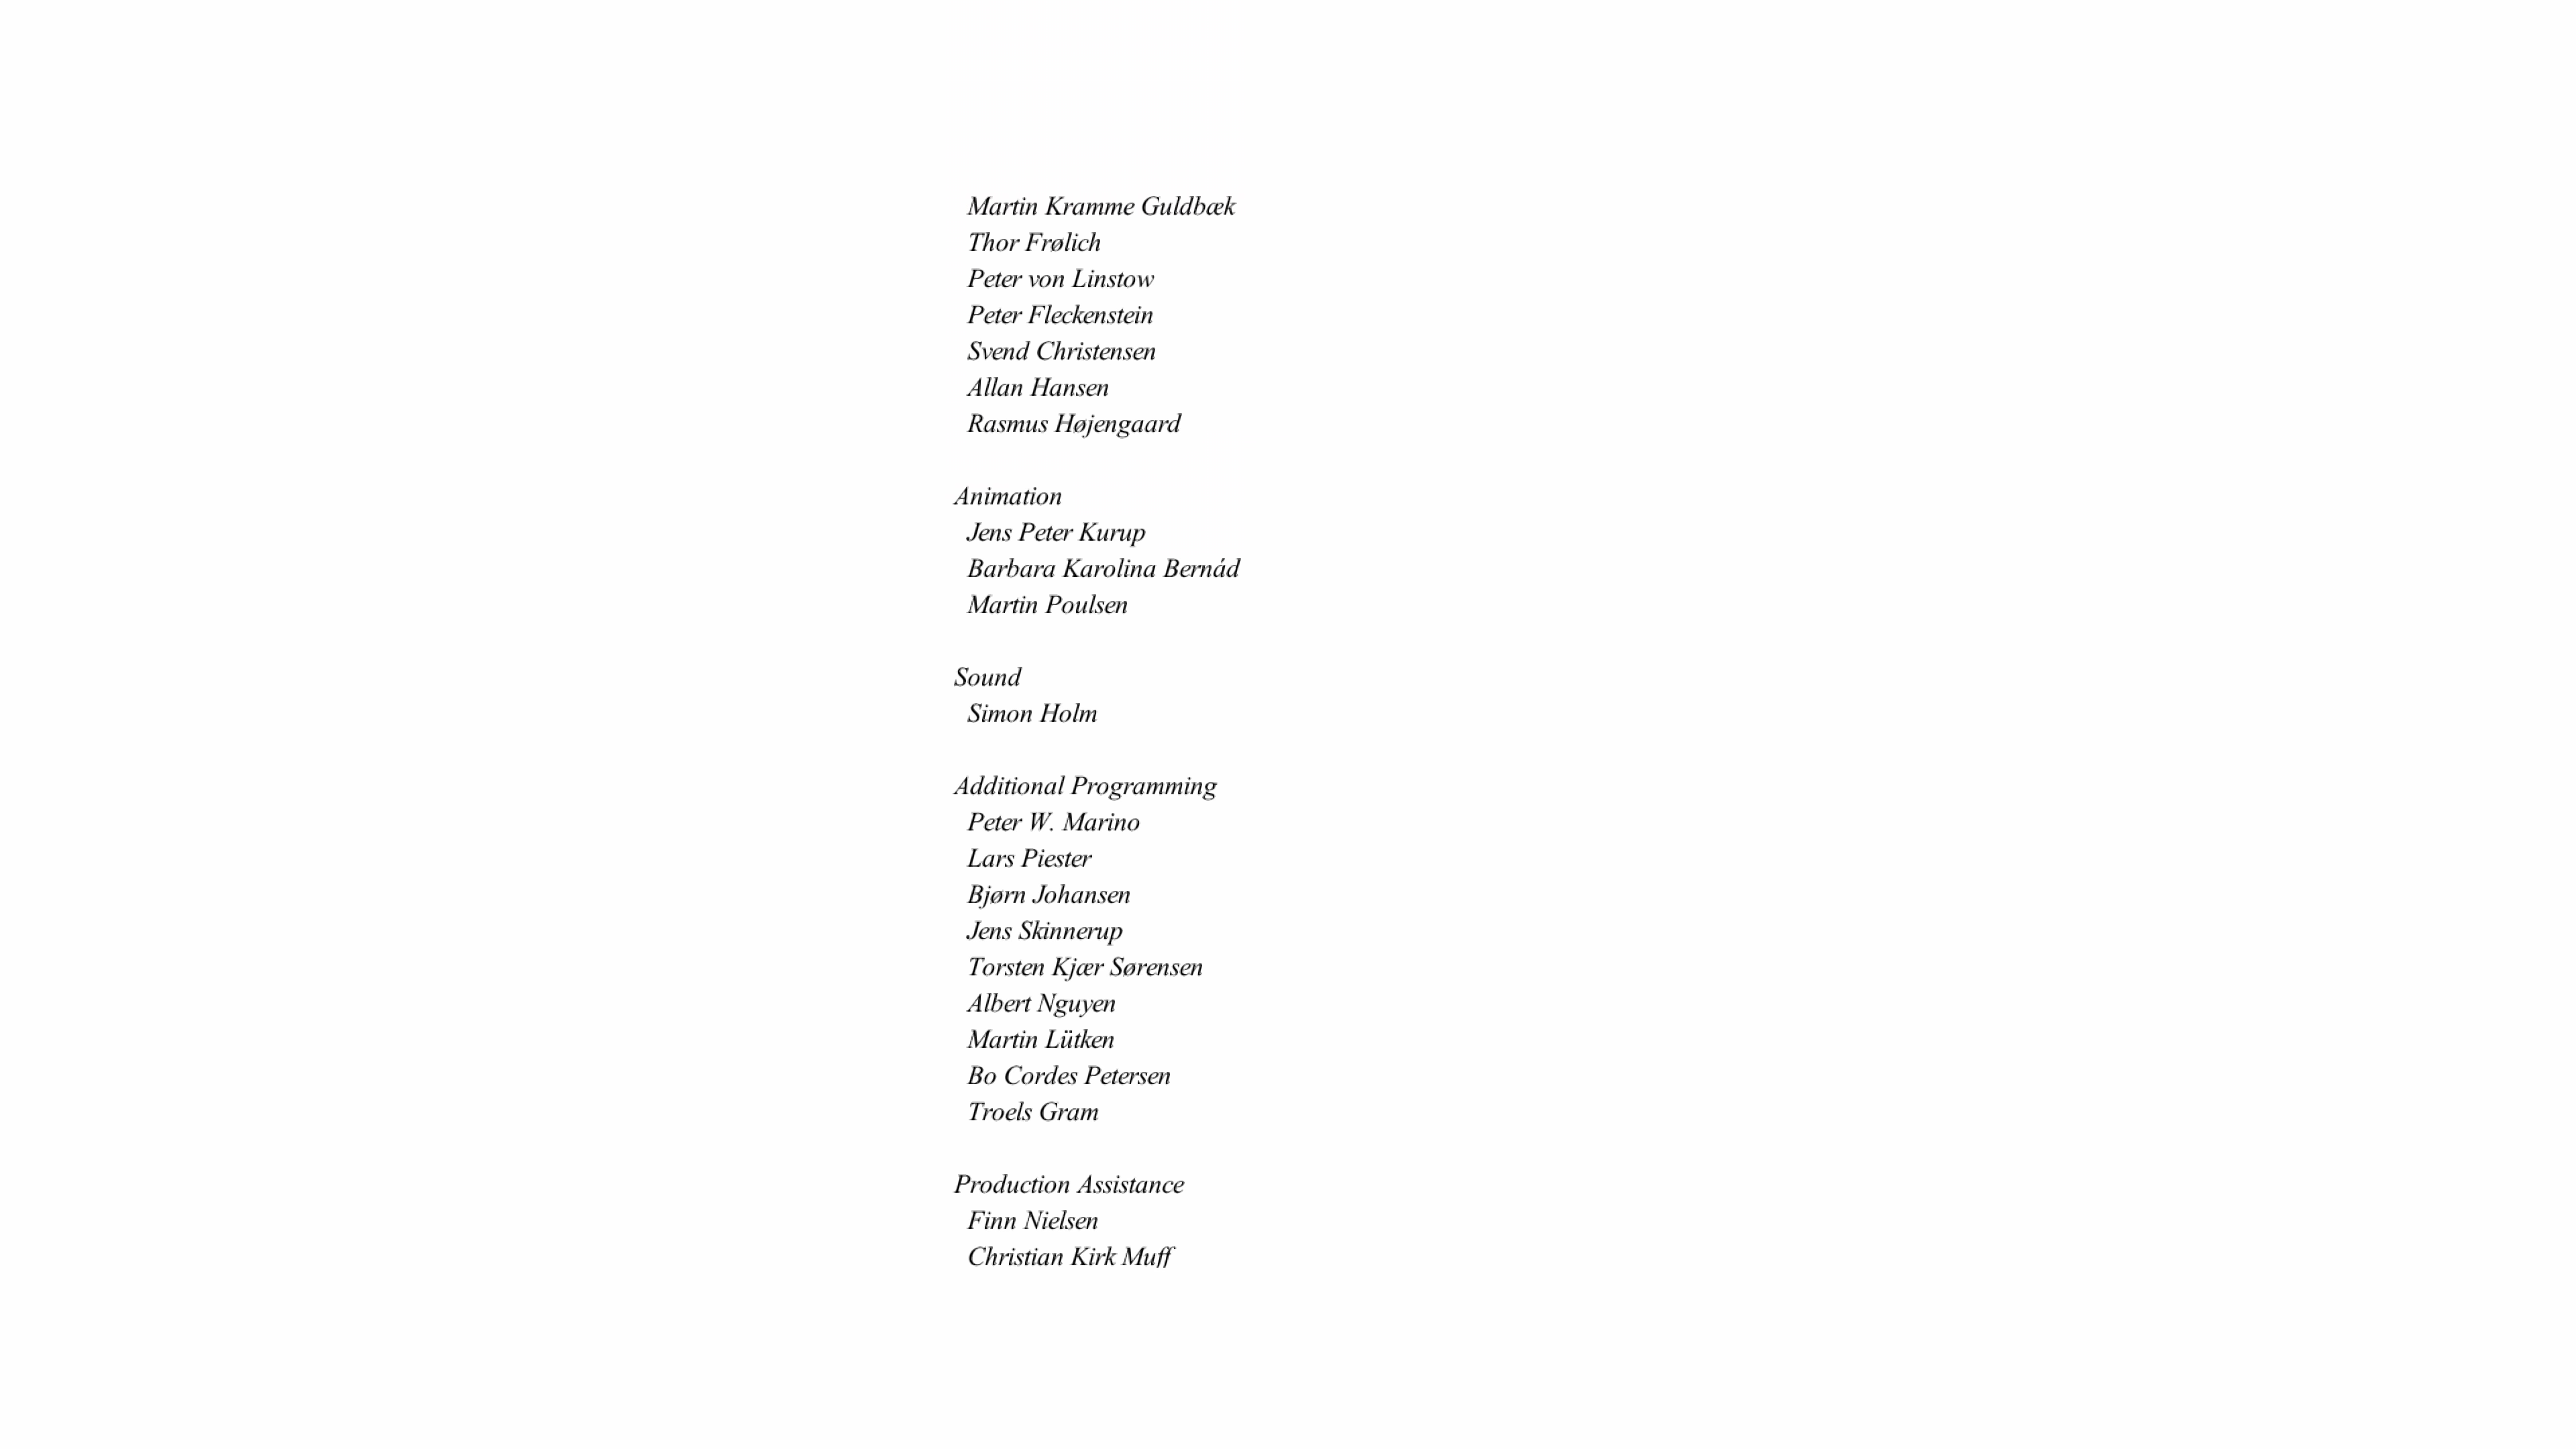 Martin Kramme Guldbæk
Thor Frølich
Peter von Linstow
Peter Fleckenstein
Svend Christensen
Allan Hansen
Rasmus Højengaard
Animation
Jens Peter Kurup
Barbara Karolina Bernád
Martin Poulsen
Sound
Simon Holm
Additional Programming
Peter W. Marino
Lars Piester
Bjørn Johansen
Jens Skinnerup
Torsten Kjær Sørensen
Albert Nguyen
Martin Lütken
Bo Cordes Petersen
Troels Gram
Production Assistance
Finn Nielsen
Christian Kirk Muff